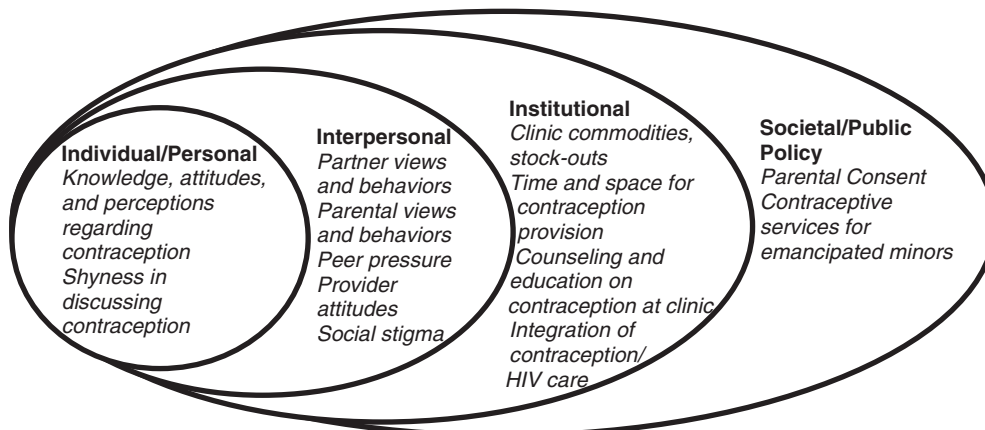 Individual/Personal
Knowledge, attitudes,
and perceptions
regarding
contraception
Shyness in
discussing
contraception
Interpersonal
Partner views
and behaviors
Parental views
and behaviors
Peer pressure
Provider
attitudes
Social stigma
Institutional
Clinic commodities,
stock-outs
Time and space for
contraception
provision
Counseling and
education on
contraception at clinic
Integration of
contraception/
HIV care
Societal/Public
Policy
Parental Consent
Contraceptive
services for
emancipated minors